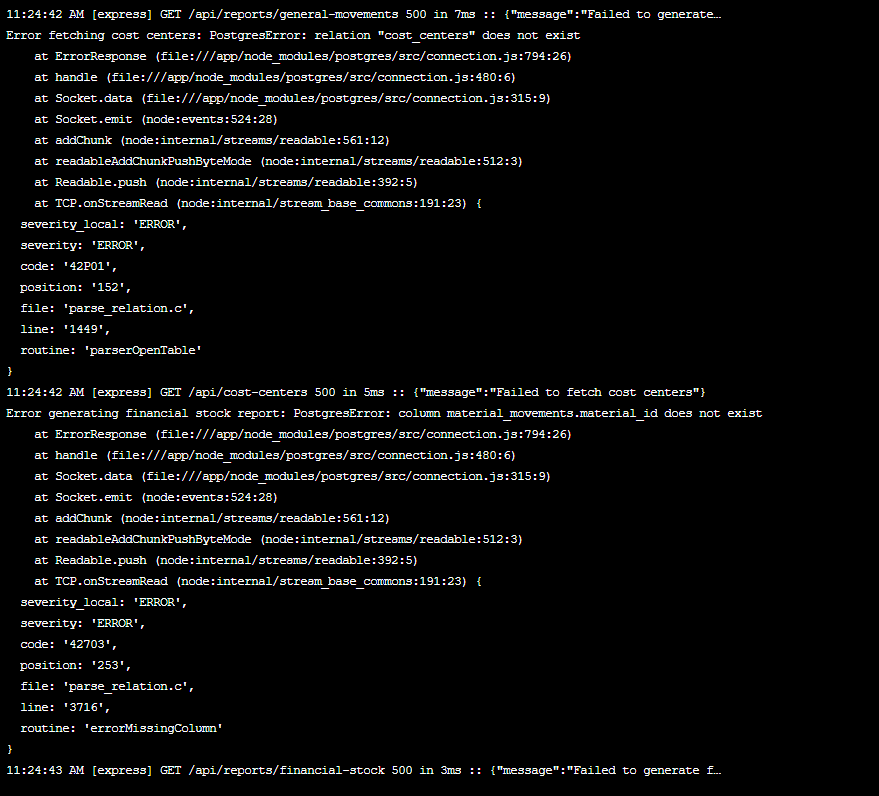 11:24:42 AM [express] GET /api/reports/general-movements 500 in 7ms :: {"message":"Failed to generate…
Error fetching cost centers: PostgresError: relation "cost_centers" does not exist
    at ErrorResponse (file:///app/node_modules/postgres/src/connection.js:794:26)
    at handle (file:///app/node_modules/postgres/src/connection.js:480:6)
    at Socket.data (file:///app/node_modules/postgres/src/connection.js:315:9)
    at Socket.emit (node:events:524:28)
    at addChunk (node:internal/streams/readable:561:12)
    at readableAddChunkPushByteMode (node:internal/streams/readable:512:3)
    at Readable.push (node:internal/streams/readable:392:5)
    at TCP.onStreamRead (node:internal/stream_base_commons:191:23) {
  severity_local: 'ERROR',
  severity: 'ERROR',
  code: '42P01',
  position: '152',
  file: 'parse_relation.c',
  line: '1449',
  routine: 'parserOpenTable'
}
11:24:42 AM [express] GET /api/cost-centers 500 in 5ms :: {"message":"Failed to fetch cost centers"}
Error generating financial stock report: PostgresError: column material_movements.material_id does not exist
    at ErrorResponse (file:///app/node_modules/postgres/src/connection.js:794:26)
    at handle (file:///app/node_modules/postgres/src/connection.js:480:6)
    at Socket.data (file:///app/node_modules/postgres/src/connection.js:315:9)
    at Socket.emit (node:events:524:28)
    at addChunk (node:internal/streams/readable:561:12)
    at readableAddChunkPushByteMode (node:internal/streams/readable:512:3)
    at Readable.push (node:internal/streams/readable:392:5)
    at TCP.onStreamRead (node:internal/stream_base_commons:191:23) {
  severity_local: 'ERROR',
  severity: 'ERROR',
  code: '42703',
  position: '253',
  file: 'parse_relation.c',
  line: '3716',
  routine: 'errorMissingColumn'
}
11:24:43 AM [express] GET /api/reports/financial-stock 500 in 3ms :: {"message":"Failed to generate f…